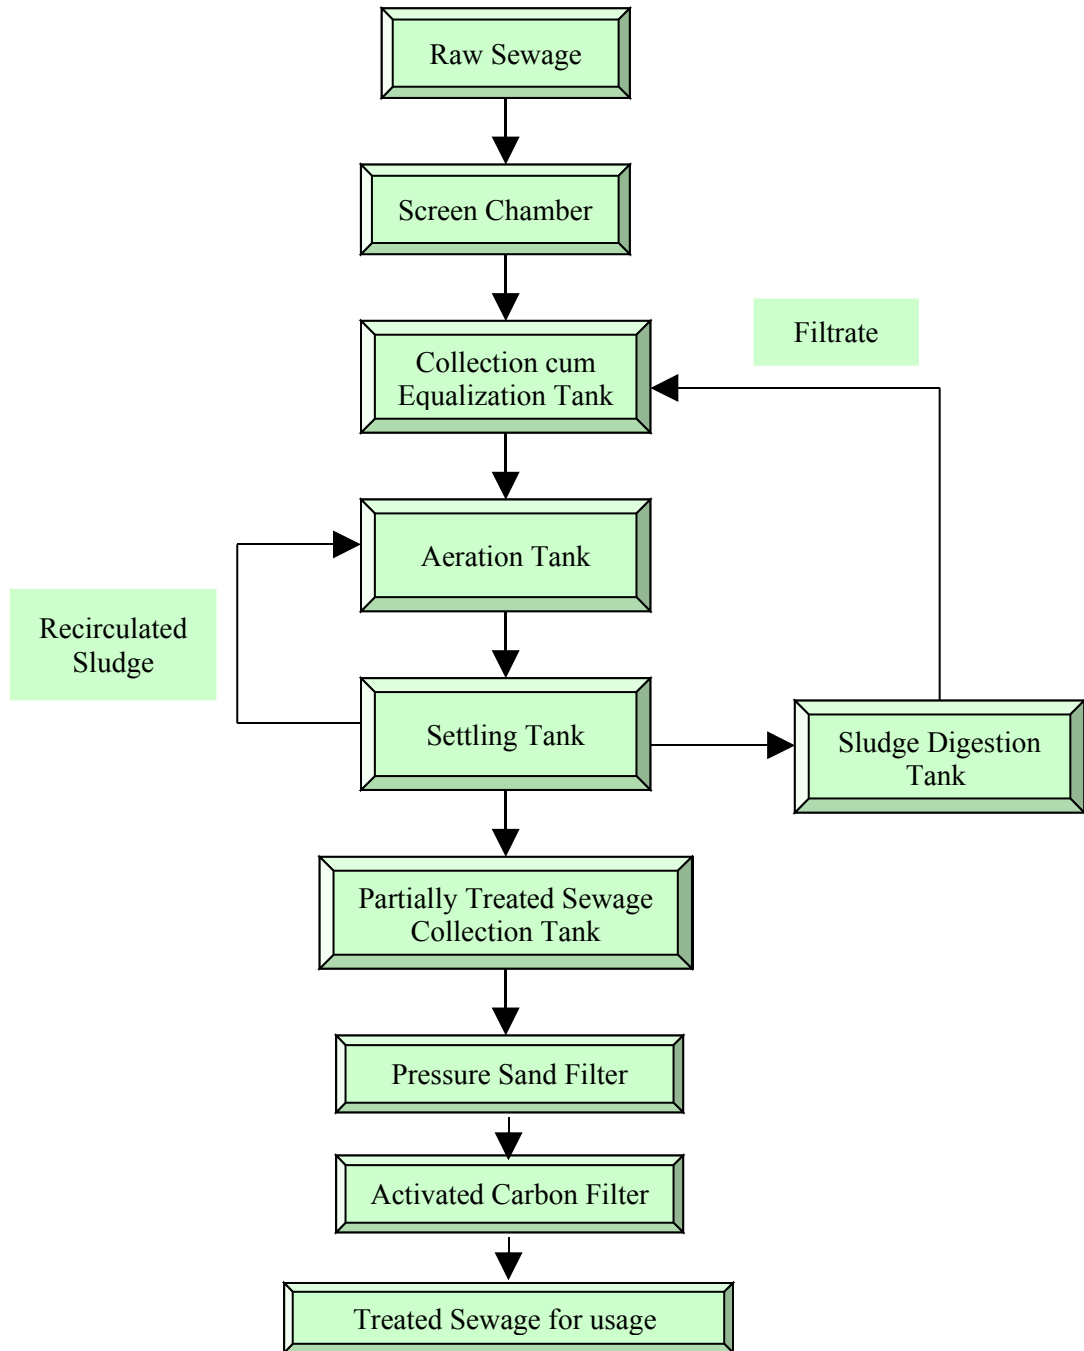 Raw Sewage
Screen Chamber
Filtrate
Collection cum
Equalization Tank
Aeration Tank
Recirculated
Sludge
Settling Tank
Sludge Digestion
Tank
Partially Treated Sewage
Collection Tank
Pressure Sand Filter
Activated Carbon Filter
Treated Sewage for usage